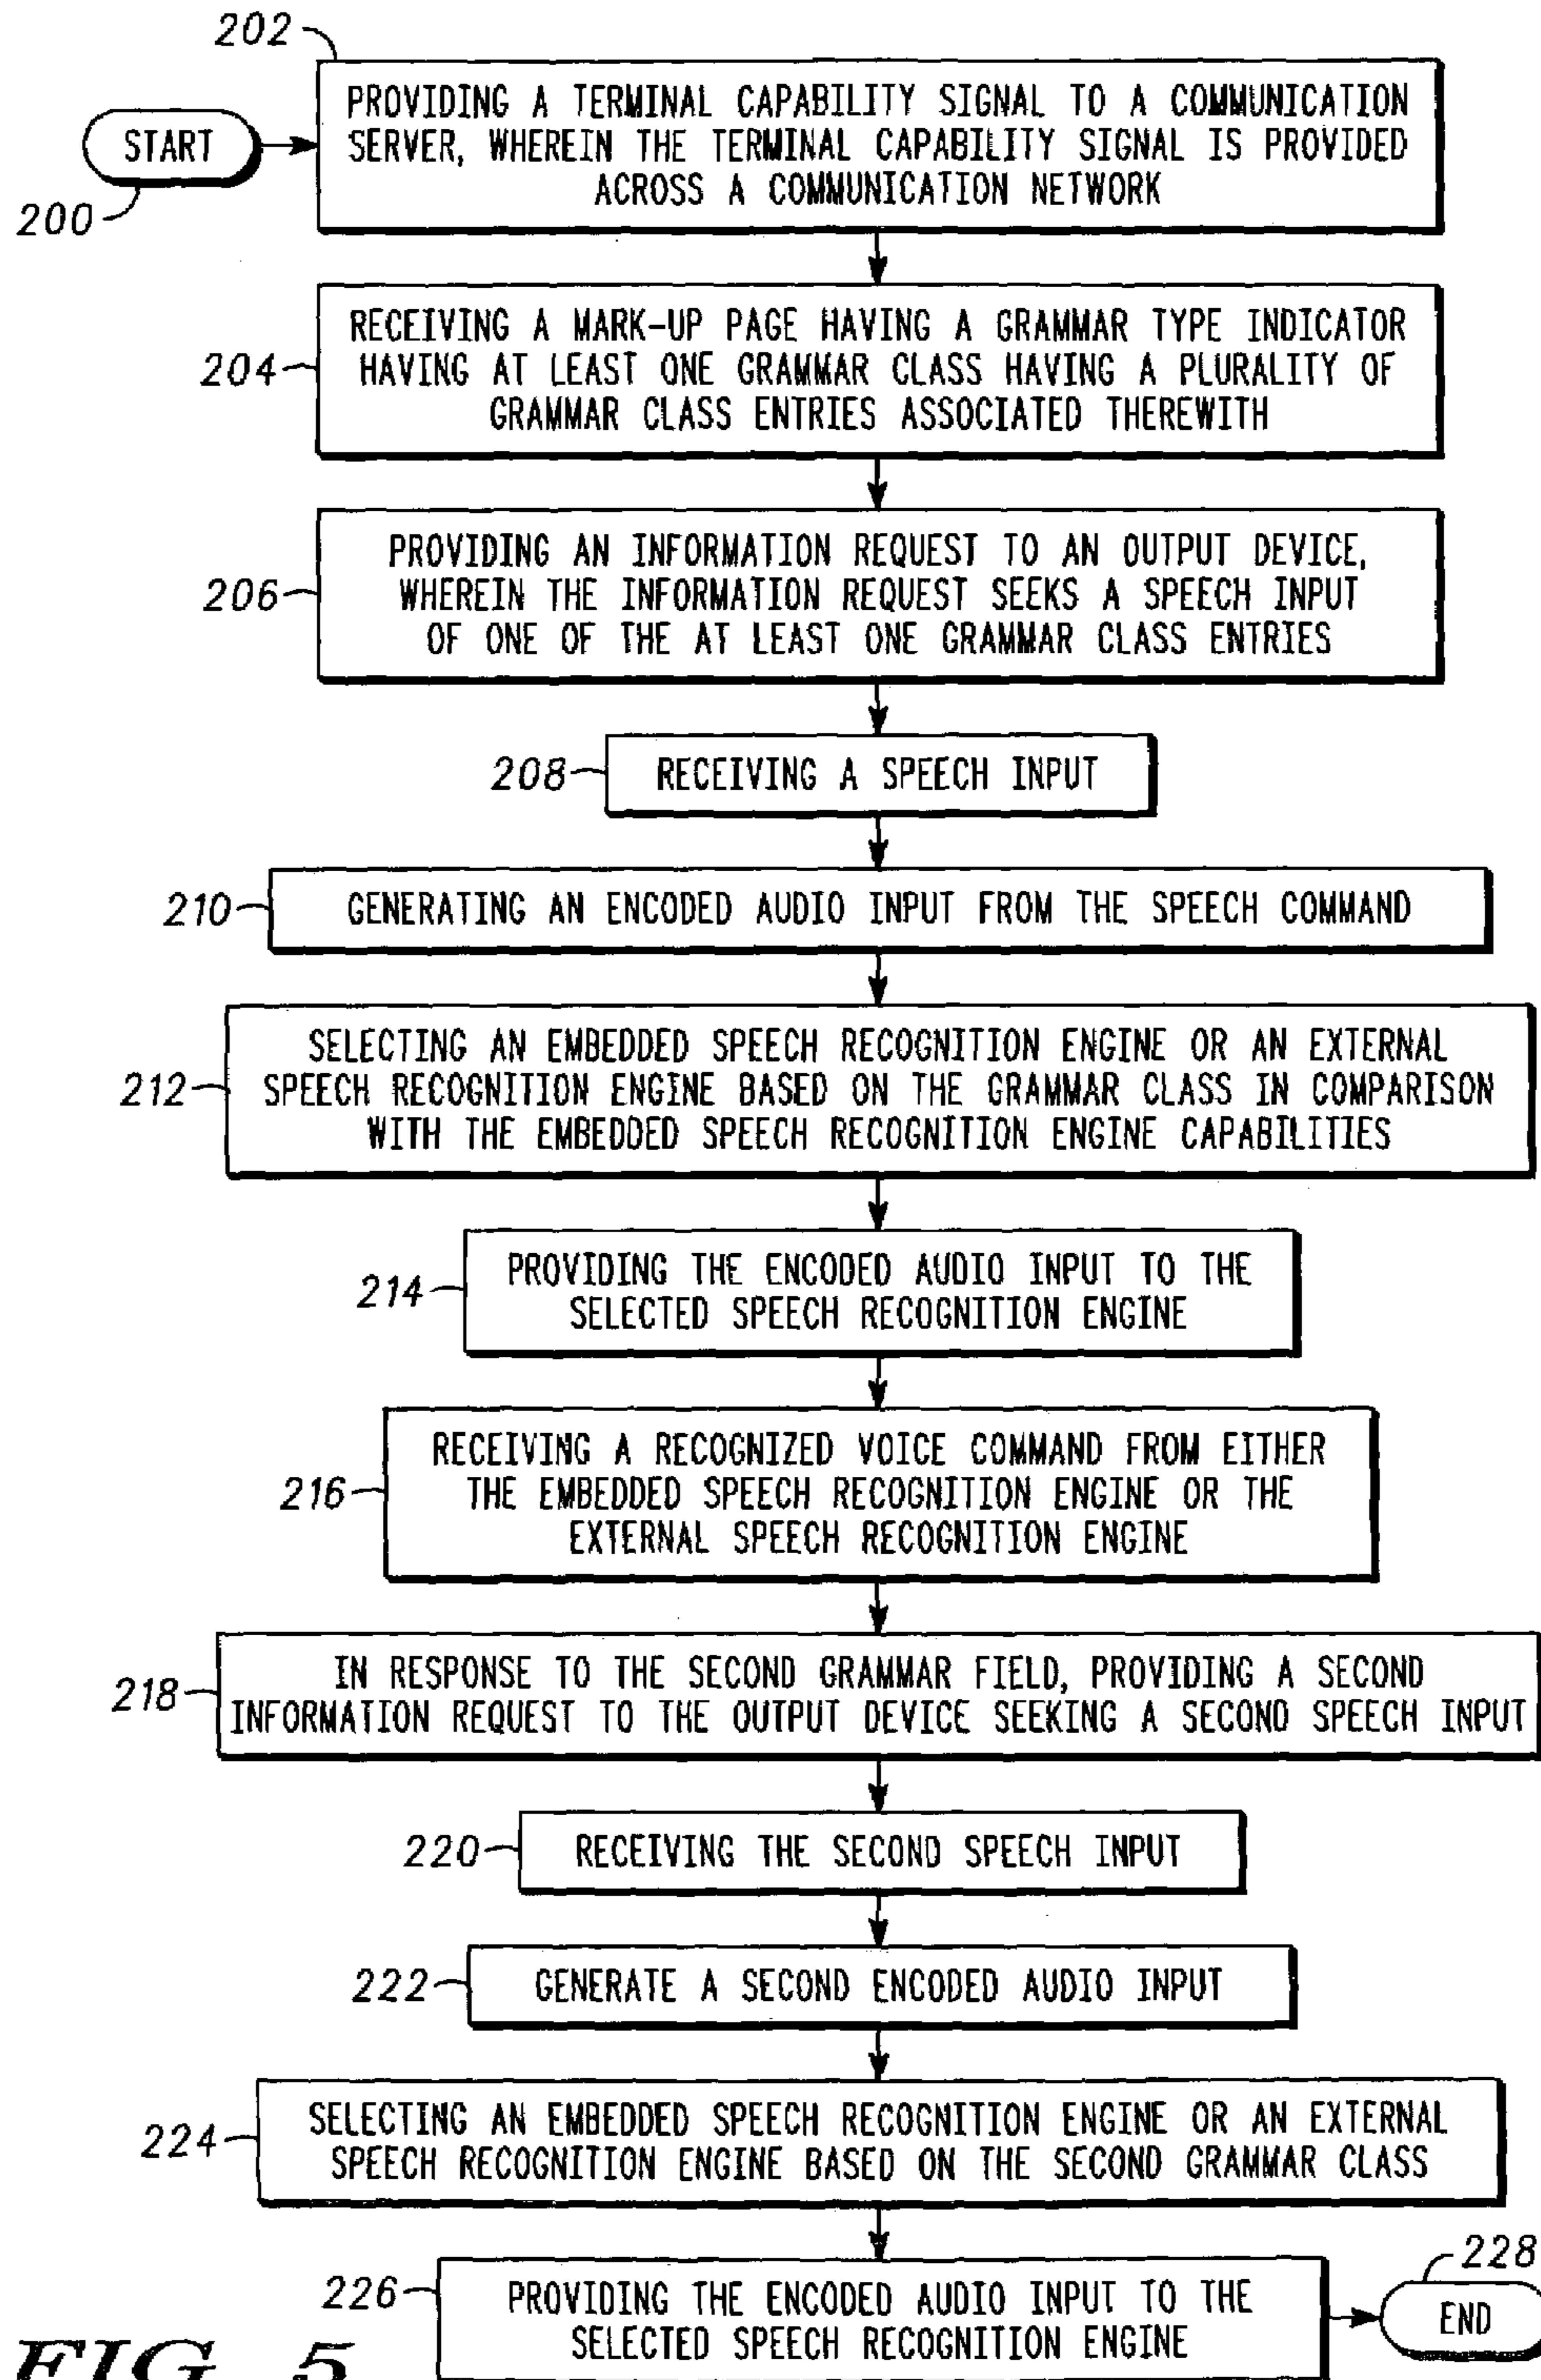 202
START
200
PROVIDING A TERMINAL CAPABILITY SIGNAL TO A COMMUNICATION
SERVER, WHEREIN THE TERMINAL CAPABILITY SIGNAL IS PROVIDED
ACROSS A COMMUNICATION NETWORK
204
RECEIVING A MARK-UP PAGE HAVING A GRAMMAR TYPE INDICATOR
HAVING AT LEAST ONE GRAMMAR CLASS HAVING A PLURALITY OF
GRAMMAR CLASS ENTRIES ASSOCIATED THEREWITH
206
PROVIDING AN INFORMATION REQUEST TO AN OUTPUT DEVICE,
WHEREIN THE INFORMATION REQUEST SEEKS A SPEECH INPUT
OF ONE OF THE AT LEAST ONE GRAMMAR CLASS ENTRIES
208
RECEIVING A SPEECH INPUT
210
GENERATING AN ENCODED AUDIO INPUT FROM THE SPEECH COMMAND
212
SELECTING AN EMBEDDED SPEECH RECOGNITION ENGINE OR AN EXTERNAL
SPEECH RECOGNITION ENGINE BASED ON THE GRAMMAR CLASS IN COMPARISON
WITH THE EMBEDDED SPEECH RECOGNITION ENGINE CAPABILITIES
214
PROVIDING THE ENCODED AUDIO INPUT TO THE
SELECTED SPEECH RECOGNITION ENGINE
216
RECEIVING A RECOGNIZED VOICE COMMAND FROM EITHER
THE EMBEDDED SPEECH RECOGNITION ENGINE OR THE
EXTERNAL SPEECH RECOGNITION ENGINE
218
IN RESPONSE TO THE SECOND GRAMMAR FIELD, PROVIDING A SECOND
INFORMATION REQUEST TO THE OUTPUT DEVICE SEEKING A SECOND SPEECH INPUT
220
RECEIVING THE SECOND SPEECH INPUT
222
GENERATE A SECOND ENCODED AUDIO INPUT
224
SELECTING AN EMBEDDED SPEECH RECOGNITION ENGINE OR AN EXTERNAL
SPEECH RECOGNITION ENGINE BASED ON THE SECOND GRAMMAR CLASS
226
PROVIDING THE ENCODED AUDIO INPUT TO THE
SELECTED SPEECH RECOGNITION ENGINE
228
END
FIG. 5